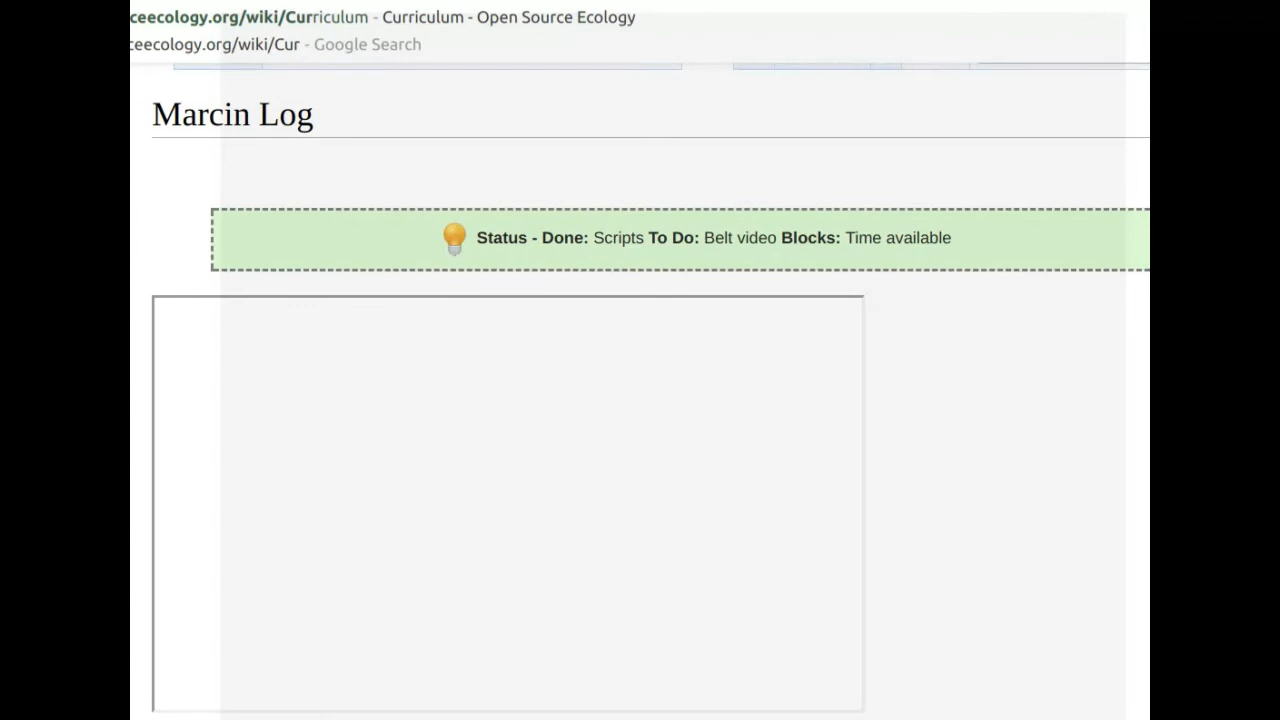 ceecology.org/wiki/Curriculum - Curriculum - Open Source Ecology
ceecology.org/wiki/Cur - Google Search
Marcin Log
Status - Done: Scripts To Do: Belt video Blocks: Time available